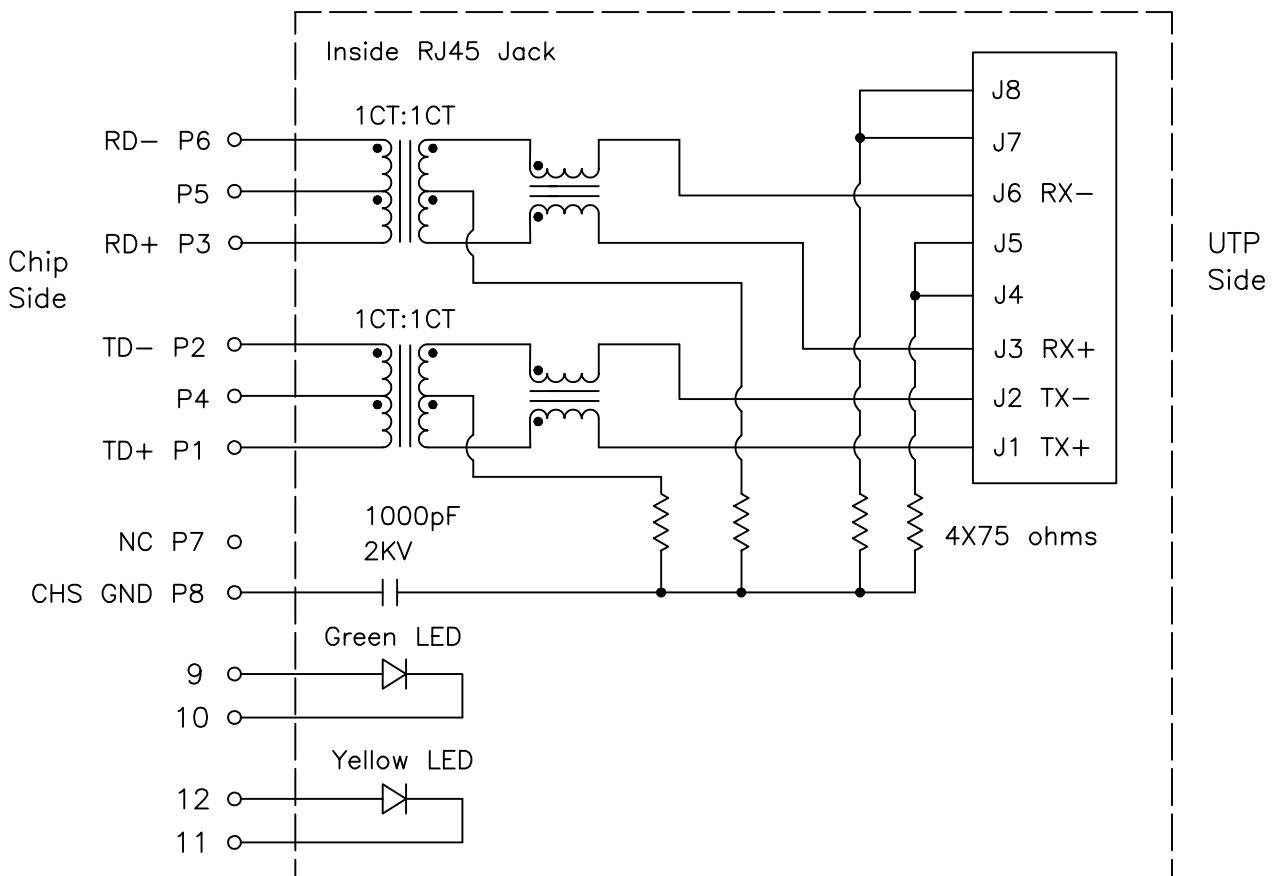 Inside RJ45 Jack
1CT:1CT
RD- P6
P5
RD+ P3
Chip
Side
1CT:1CT
TD- P2
P4
TD+ P1
NC P7
CHS GND P8
1000pF
2KV
Green LED
9
10
Yellow LED
12
11
J8
J7
J6 RX-
J5
J4
J3 RX+
J2 TX-
J1 TX+
4X75 ohms
UTP
Side